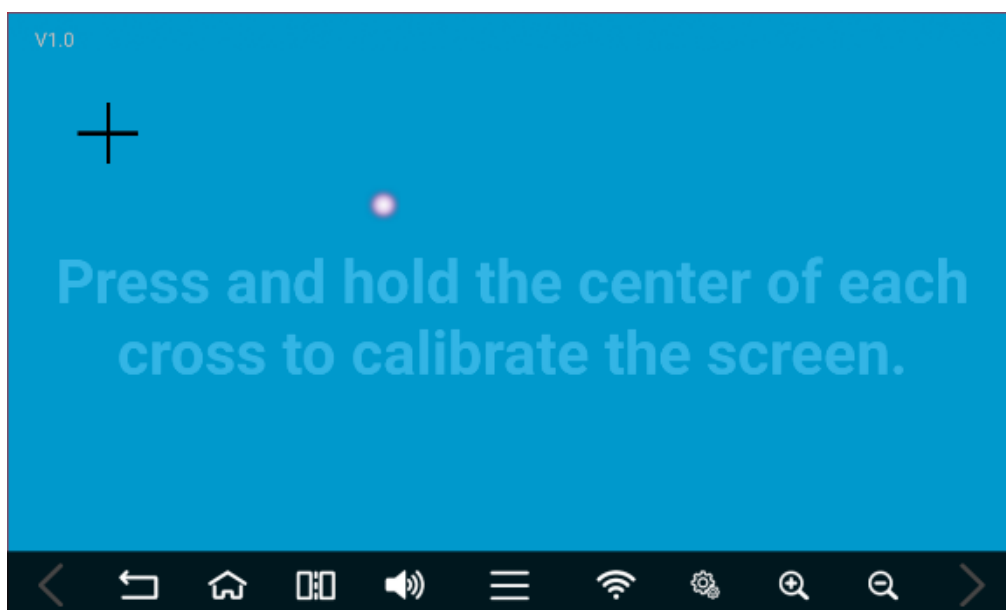 V1.0
Press and hold the center of each
cross to calibrate the screen.